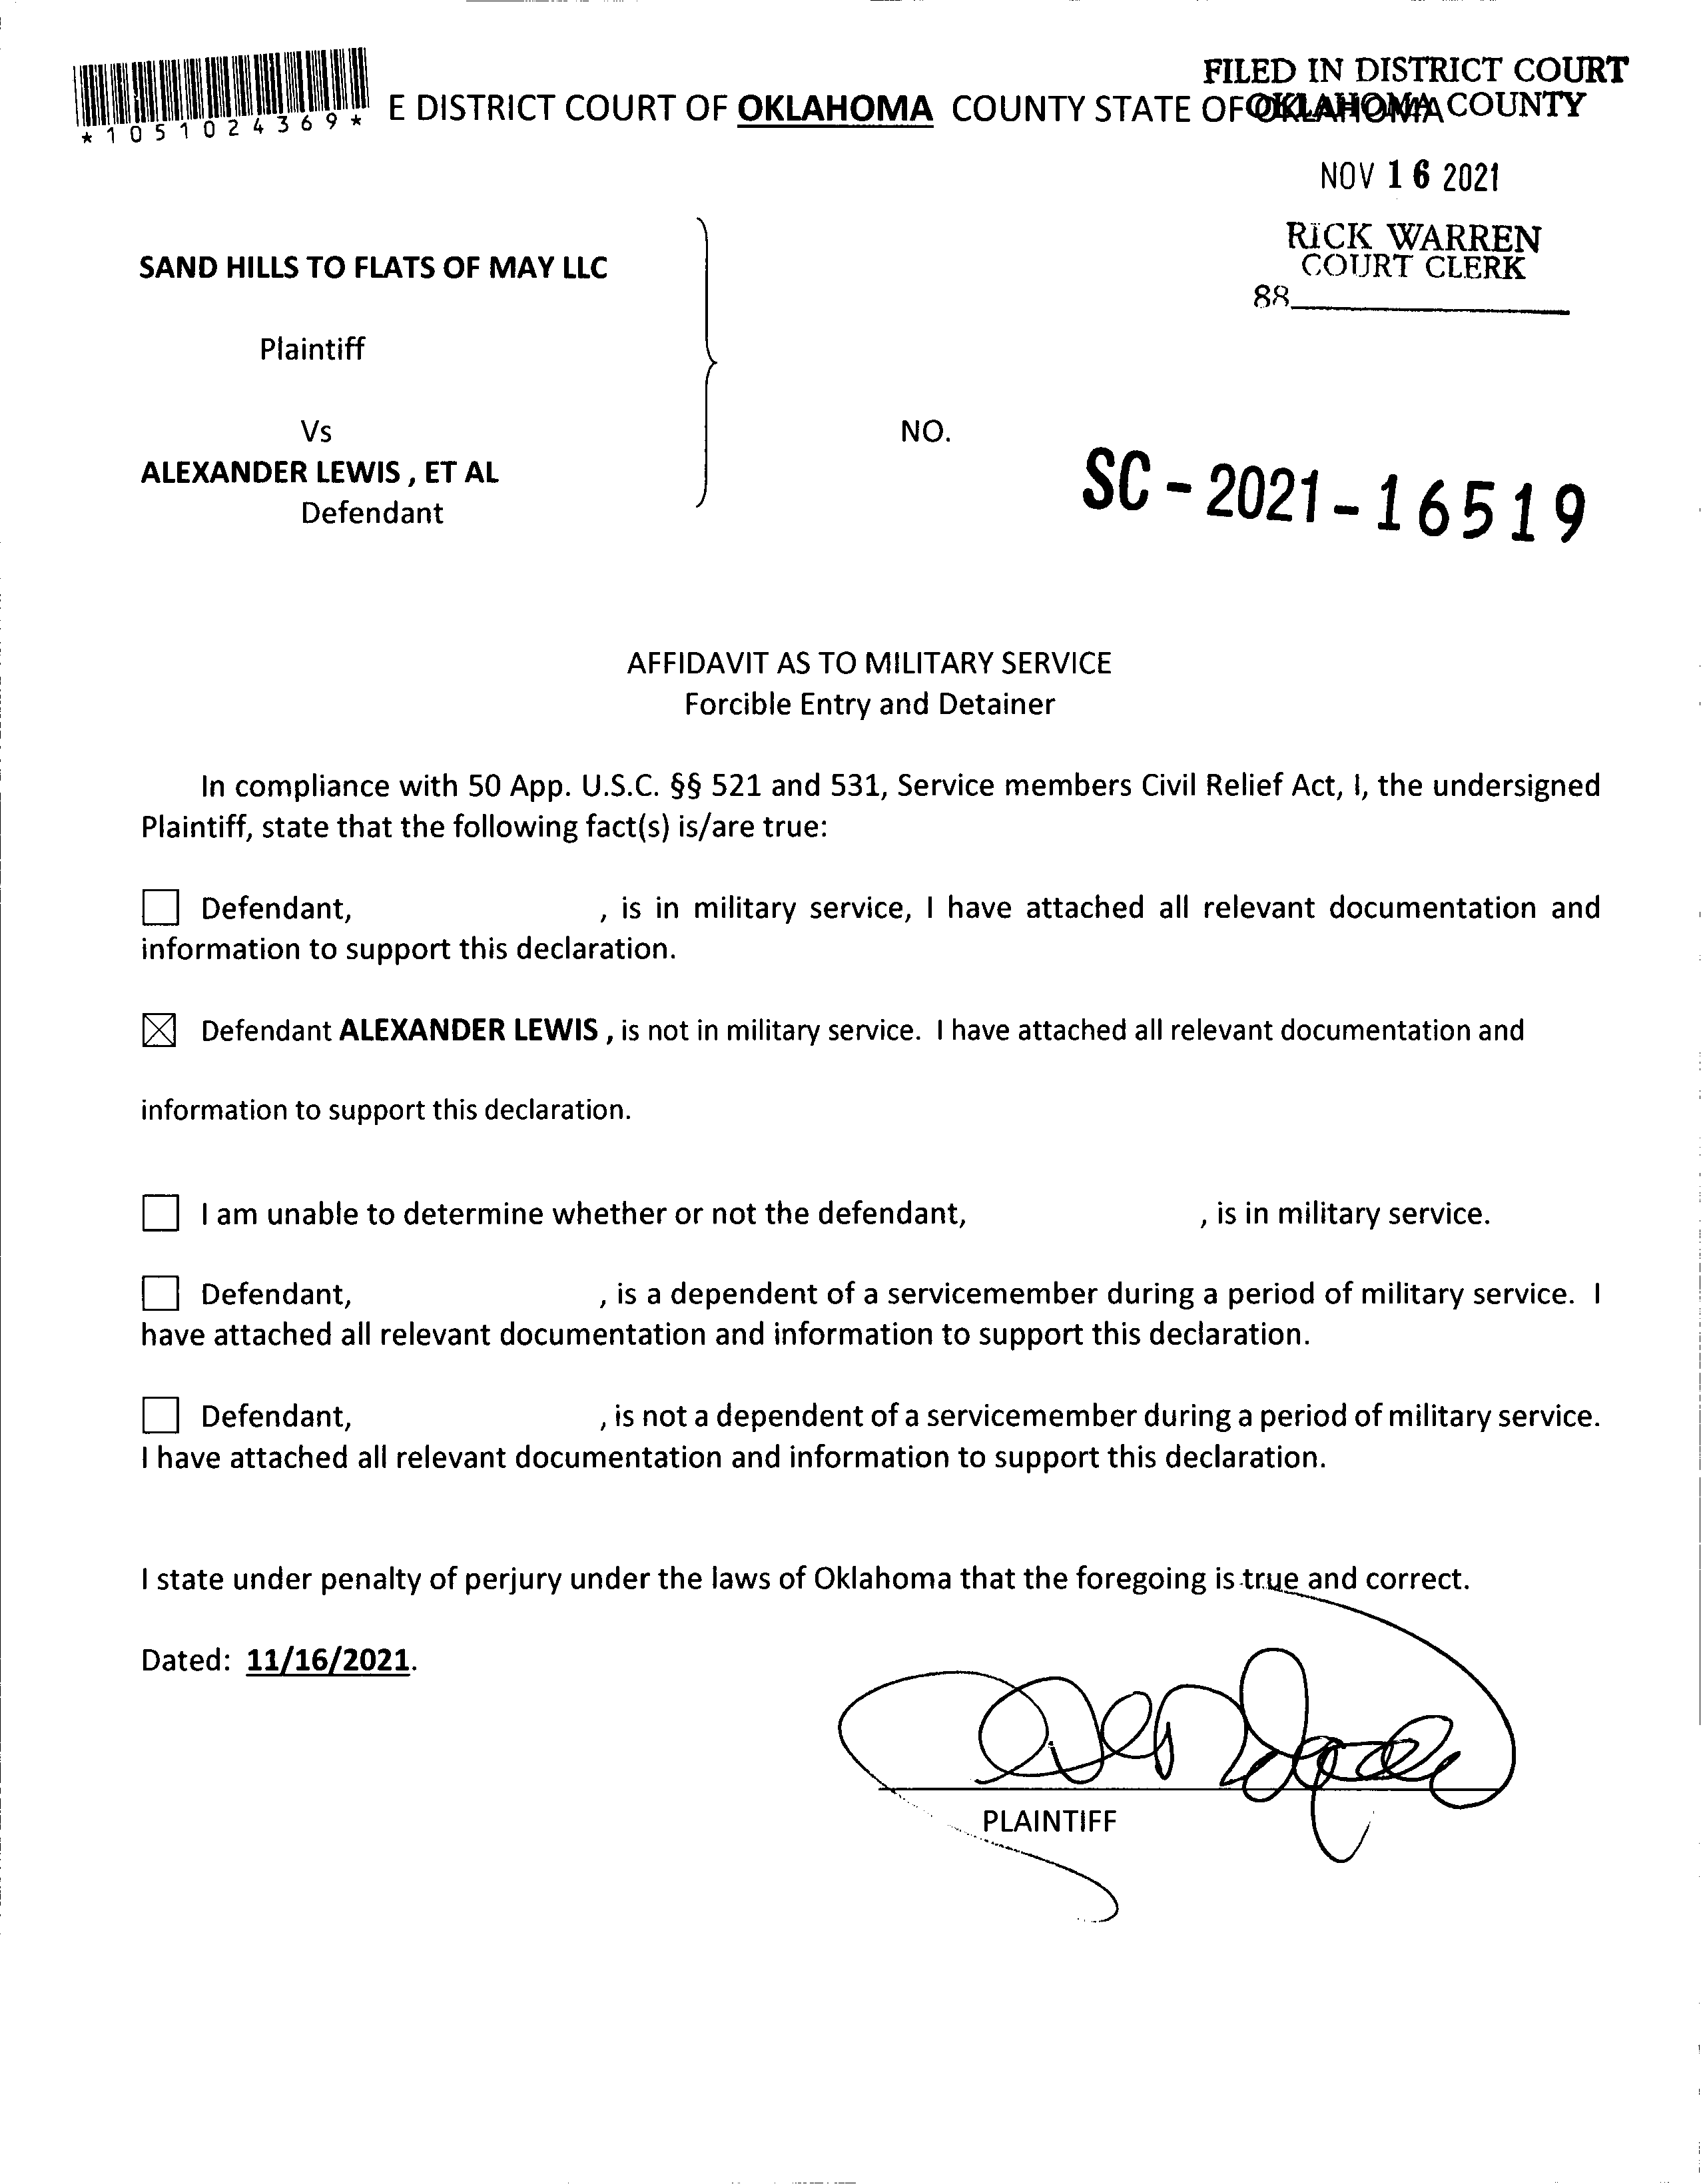 FILED IN DISTRICT COURT
OKLAHOMA COUNTY
*1051024369*
E DISTRICT COURT OF OKLAHOMA COUNTY STATE OF OKLAHOMA
NOV 16 2021
RICK WARREN
COURT CLERK
88
SAND HILLS TO FLATS OF MAY LLC
Plaintiff
Vs
NO.
ALEXANDER LEWIS , ET AL
Defendant
SC-2021-16519
AFFIDAVIT AS TO MILITARY SERVICE
Forcible Entry and Detainer
In compliance with 50 App. U.S.C. §§ 521 and 531, Service members Civil Relief Act, I, the undersigned
Plaintiff, state that the following fact(s) is/are true:
☐ Defendant, , is in military service, I have attached all relevant documentation and
information to support this declaration.
☒ Defendant ALEXANDER LEWIS , is not in military service. I have attached all relevant documentation and
information to support this declaration.
☐ I am unable to determine whether or not the defendant, , is in military service.
☐ Defendant, , is a dependent of a servicemember during a period of military service. I
have attached all relevant documentation and information to support this declaration.
☐ Defendant, , is not a dependent of a servicemember during a period of military service.
I have attached all relevant documentation and information to support this declaration.
I state under penalty of perjury under the laws of Oklahoma that the foregoing is true and correct.
Dated: 11/16/2021.
PLAINTIFF